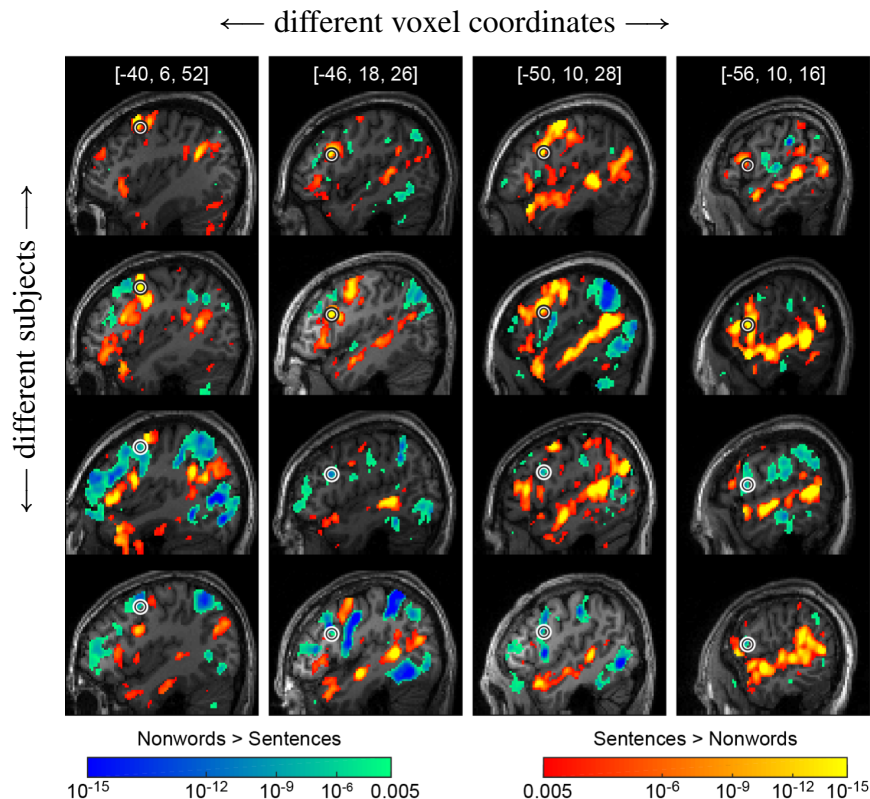 ← different voxel coordinates →
← different subjects →
[-40, 6, 52] [-46, 18, 26] [-50, 10, 28] [-56, 10, 16]
Nonwords > Sentences
10⁻¹⁵ 10⁻¹² 10⁻⁹ 10⁻⁶ 0.005
Sentences > Nonwords
0.005 10⁻⁶ 10⁻⁹ 10⁻¹² 10⁻¹⁵